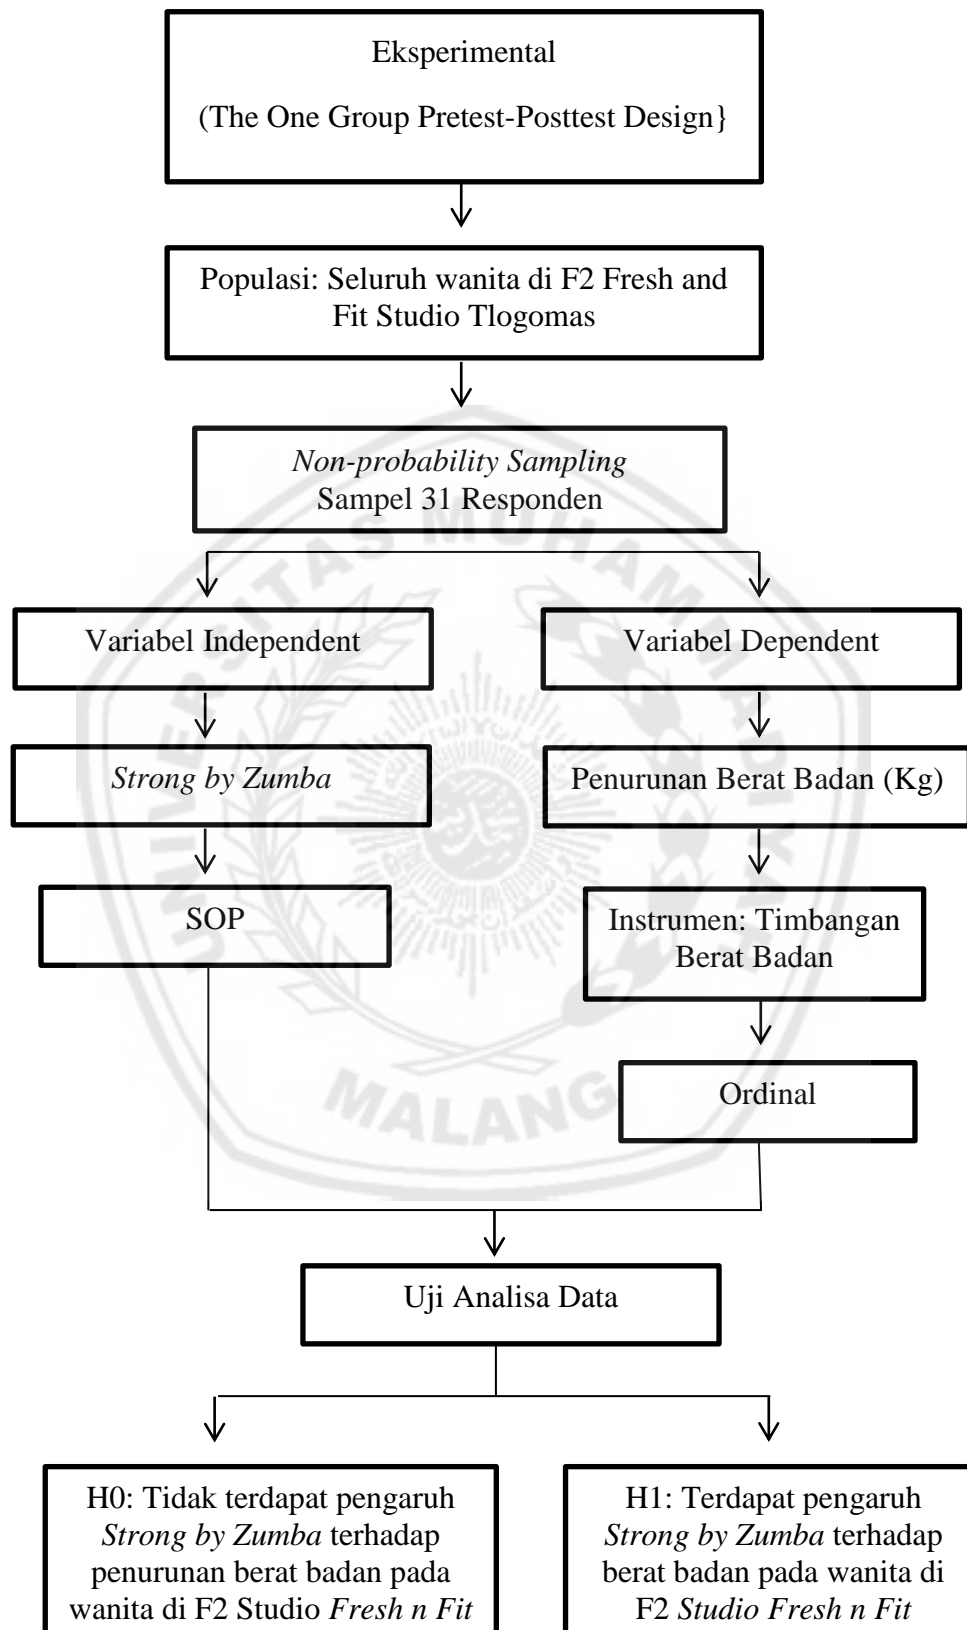 Eksperimental
(The One Group Pretest-Posttest Design}
Populasi: Seluruh wanita di F2 Fresh and
Fit Studio Tlogomas
Non-probability Sampling
Sampel 31 Responden
Variabel Independent
Variabel Dependent
Strong by Zumba
Penurunan Berat Badan (Kg)
SOP
Instrumen: Timbangan
Berat Badan
Ordinal
Uji Analisa Data
H0: Tidak terdapat pengaruh
Strong by Zumba terhadap
penurunan berat badan pada
wanita di F2 Studio Fresh n Fit
H1: Terdapat pengaruh
Strong by Zumba terhadap
berat badan pada wanita di
F2 Studio Fresh n Fit
UNIVERSITAS MUHAMMADIYAH
MALANG